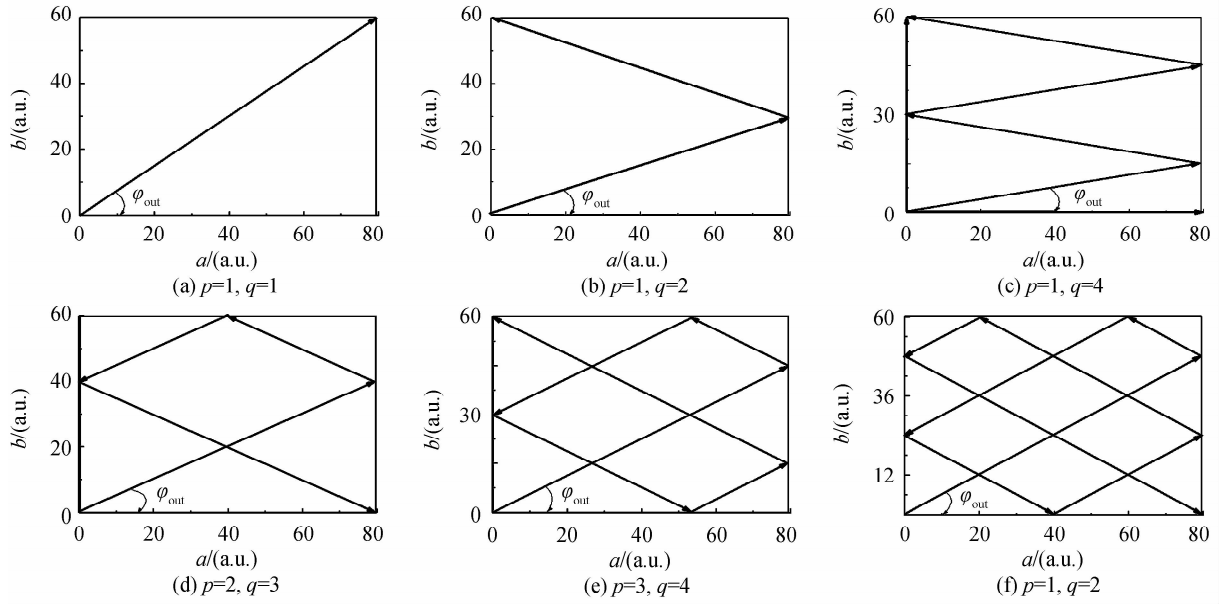 60
40
20
0
b/(a.u.)
φout
0 20 40 60 80
a/(a.u.)
(a) p=1, q=1
60
40
20
0
b/(a.u.)
φout
0 20 40 60 80
a/(a.u.)
(b) p=1, q=2
60
30
0
b/(a.u.)
φout
0 20 40 60 80
a/(a.u.)
(c) p=1, q=4
60
40
20
0
b/(a.u.)
φout
0 20 40 60 80
a/(a.u.)
(d) p=2, q=3
60
30
0
b/(a.u.)
φout
0 20 40 60 80
a/(a.u.)
(e) p=3, q=4
60
36
12
b/(a.u.)
φout
0 20 40 60 80
a/(a.u.)
(f) p=1, q=2